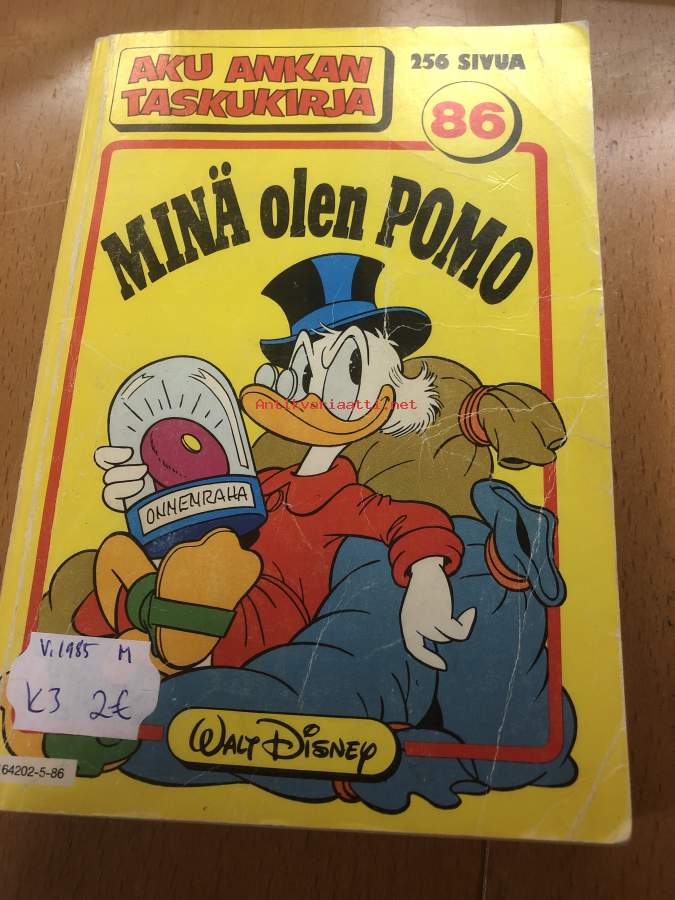 AKU ANKAN
TASKUKIRJA
256 SIVUA
86
MINÄ olen POMO
Antikvariaatti.net
ONNENRAHA
V. 1985 M
K3 2€
WALT DISNEY
64202-5-86